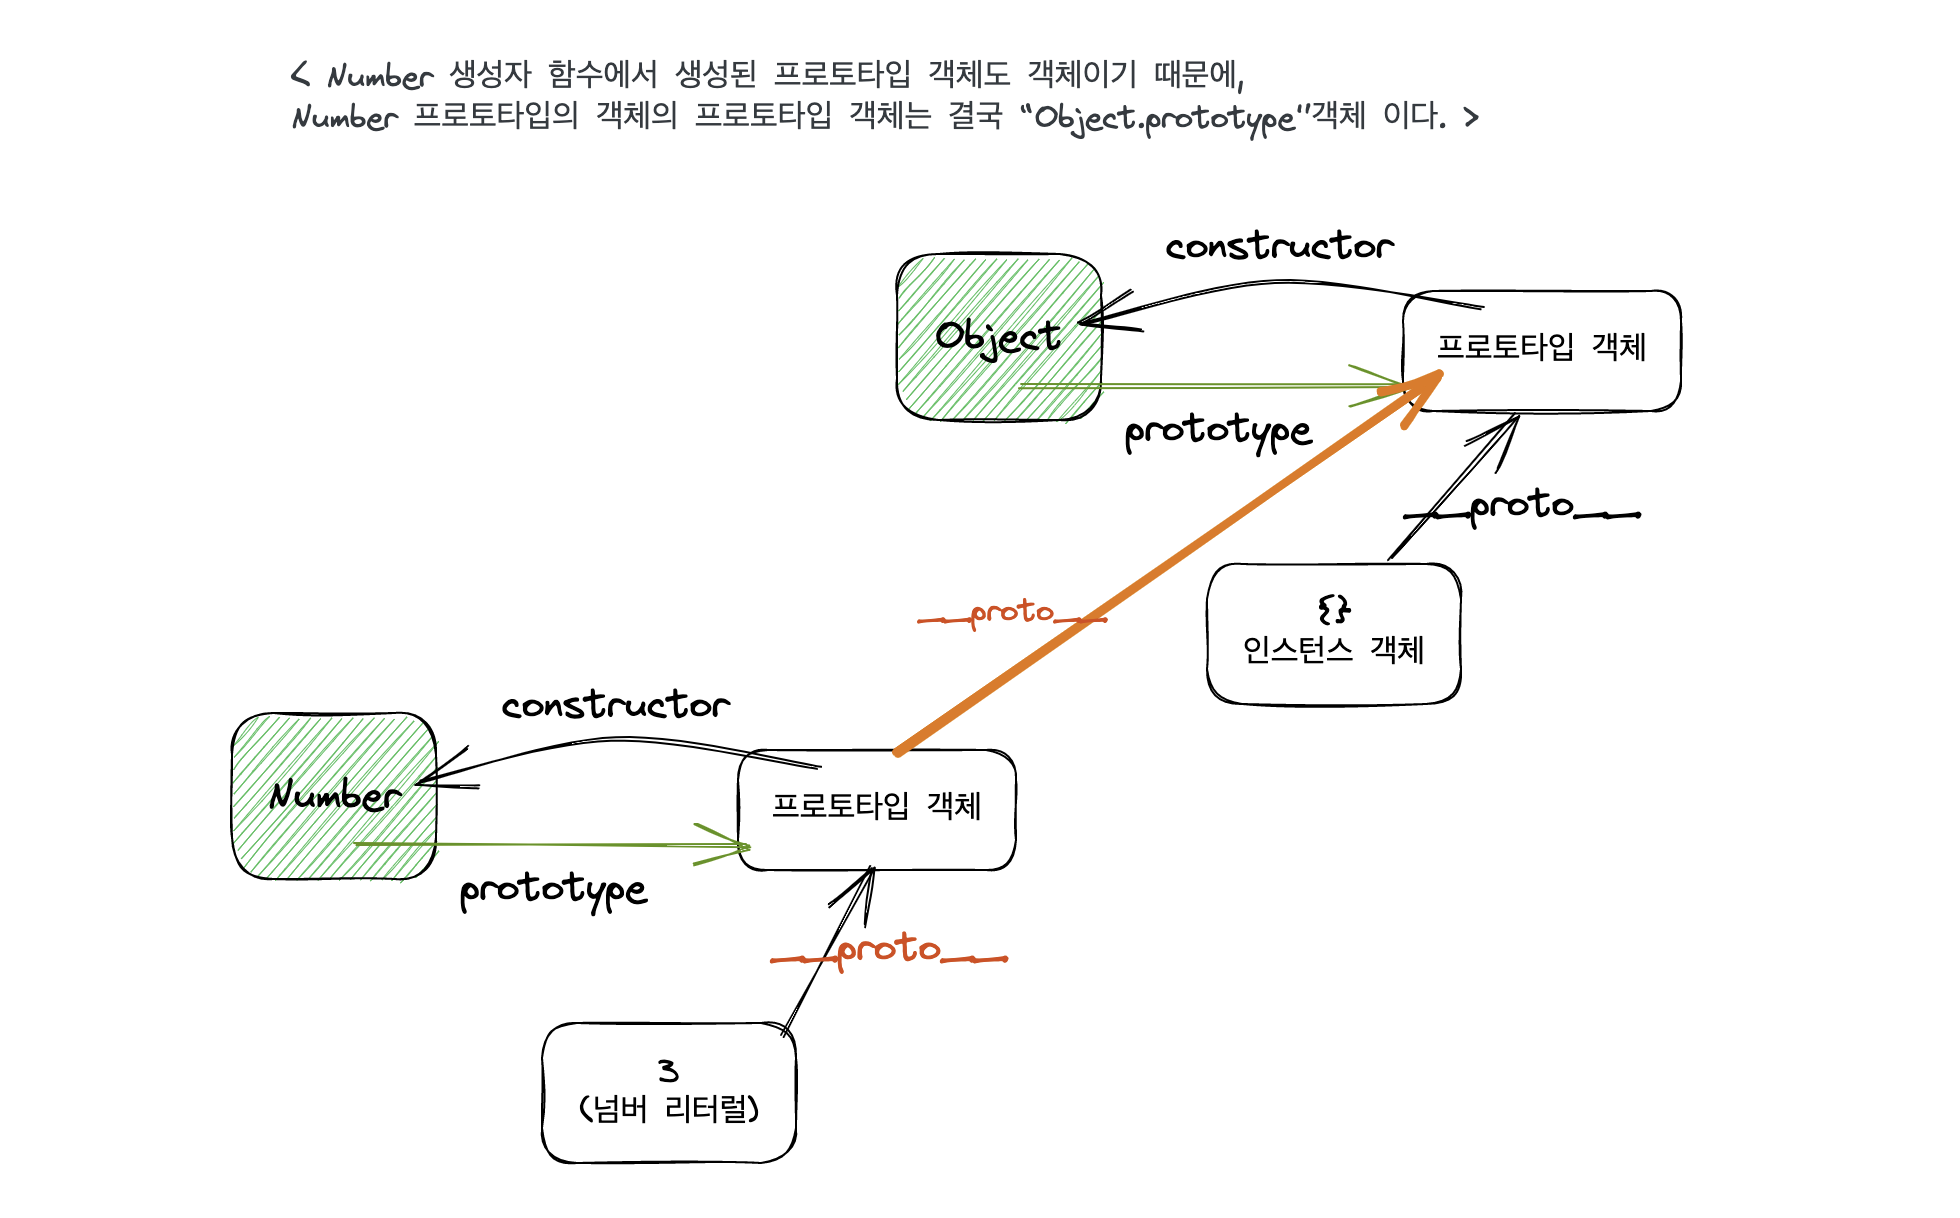 < Number 생성자 함수에서 생성된 프로토타입 객체도 객체이기 때문에,
Number 프로토타입의 객체의 프로토타입 객체는 결국 “Object.prototype”객체 이다. >
constructor
Object
프로토타입 객체
prototype
__proto__
{}
인스턴스 객체
__proto__
constructor
Number
프로토타입 객체
prototype
__proto__
3
(넘버 리터럴)